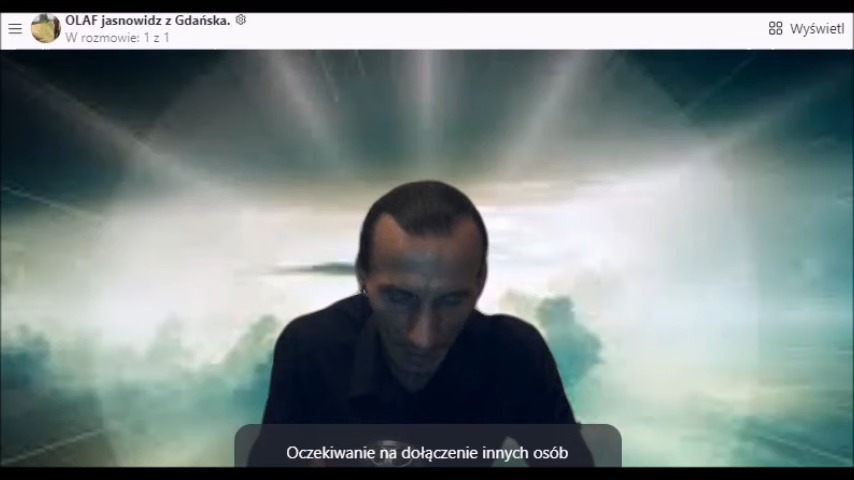 OLAF jasnowidz z Gdańska.
W rozmowie: 1 z 1
Wyświetl
Oczekiwanie na dołączenie innych osób